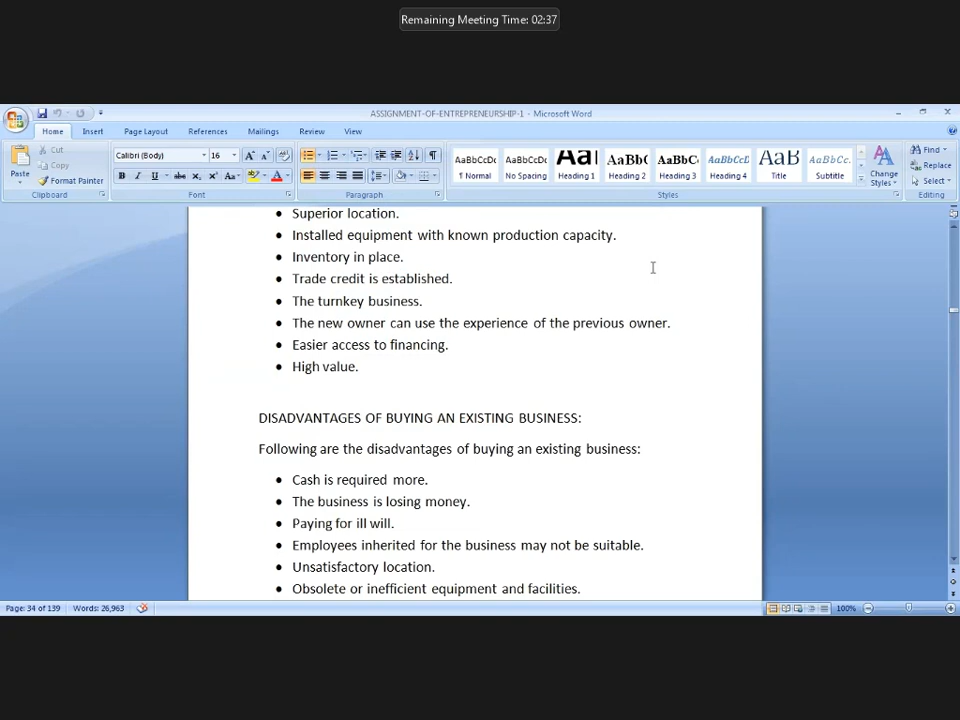 Remaining Meeting Time: 02:37
ASSIGNMENT-OF-ENTREPRENEURSHIP-1 - Microsoft Word
Home Insert Page Layout References Mailings Review View
Paste
Cut
Copy
Format Painter
Clipboard
Calibri (Body) 16
Font
Paragraph
AaBbCcDc AaBbCcDc AaBb AaBbC AaBbCc AaBbCcD AaB AaBbCc.
¶ Normal No Spacing Heading 1 Heading 2 Heading 3 Heading 4 Title Subtitle
Change Styles
Styles
Find
Replace
Select
Editing
• Superior location.
• Installed equipment with known production capacity.
• Inventory in place.
• Trade credit is established.
• The turnkey business.
• The new owner can use the experience of the previous owner.
• Easier access to financing.
• High value.
DISADVANTAGES OF BUYING AN EXISTING BUSINESS:
Following are the disadvantages of buying an existing business:
• Cash is required more.
• The business is losing money.
• Paying for ill will.
• Employees inherited for the business may not be suitable.
• Unsatisfactory location.
• Obsolete or inefficient equipment and facilities.
Page: 34 of 139 Words: 26,963 100%